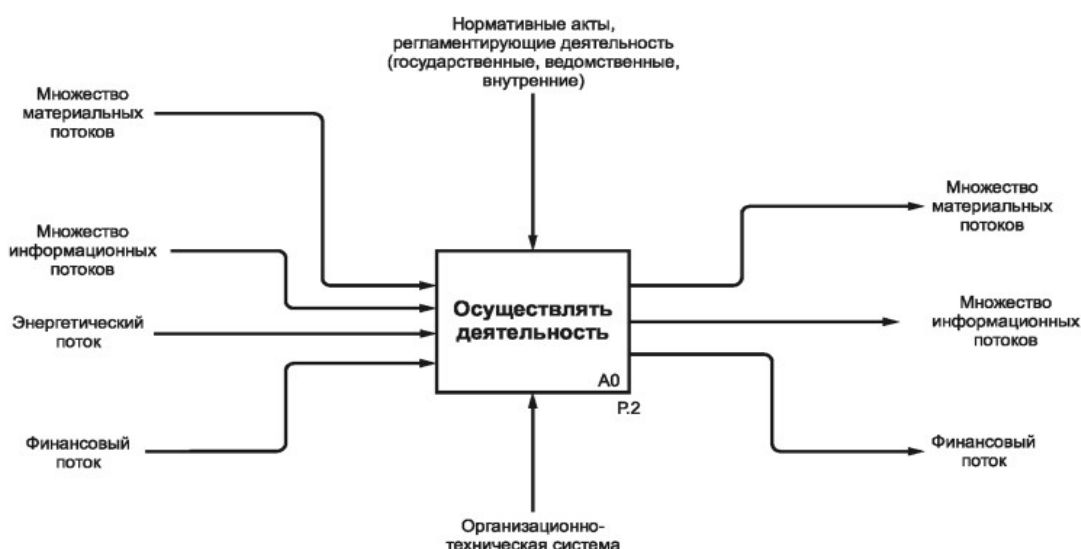 Нормативные акты,
регламентирующие деятельность
(государственные, ведомственные,
внутренние)
Множество
материальных
потоков
Множество
информационных
потоков
Энергетический
поток
Финансовый
поток
Осуществлять
деятельность
A0
P.2
Множество
материальных
потоков
Множество
информационных
потоков
Финансовый
поток
Организационно-
техническая система